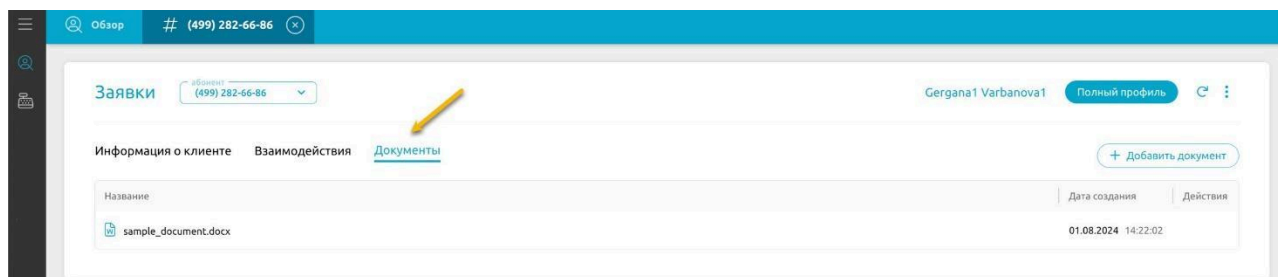 Обзор
# (499) 282-66-86
Заявки
абонент
(499) 282-66-86
Gergana1 Varbanova1
Полный профиль
Информация о клиенте Взаимодействия Документы
+ Добавить документ
Название Дата создания Действия
sample_document.docx 01.08.2024 14:22:02